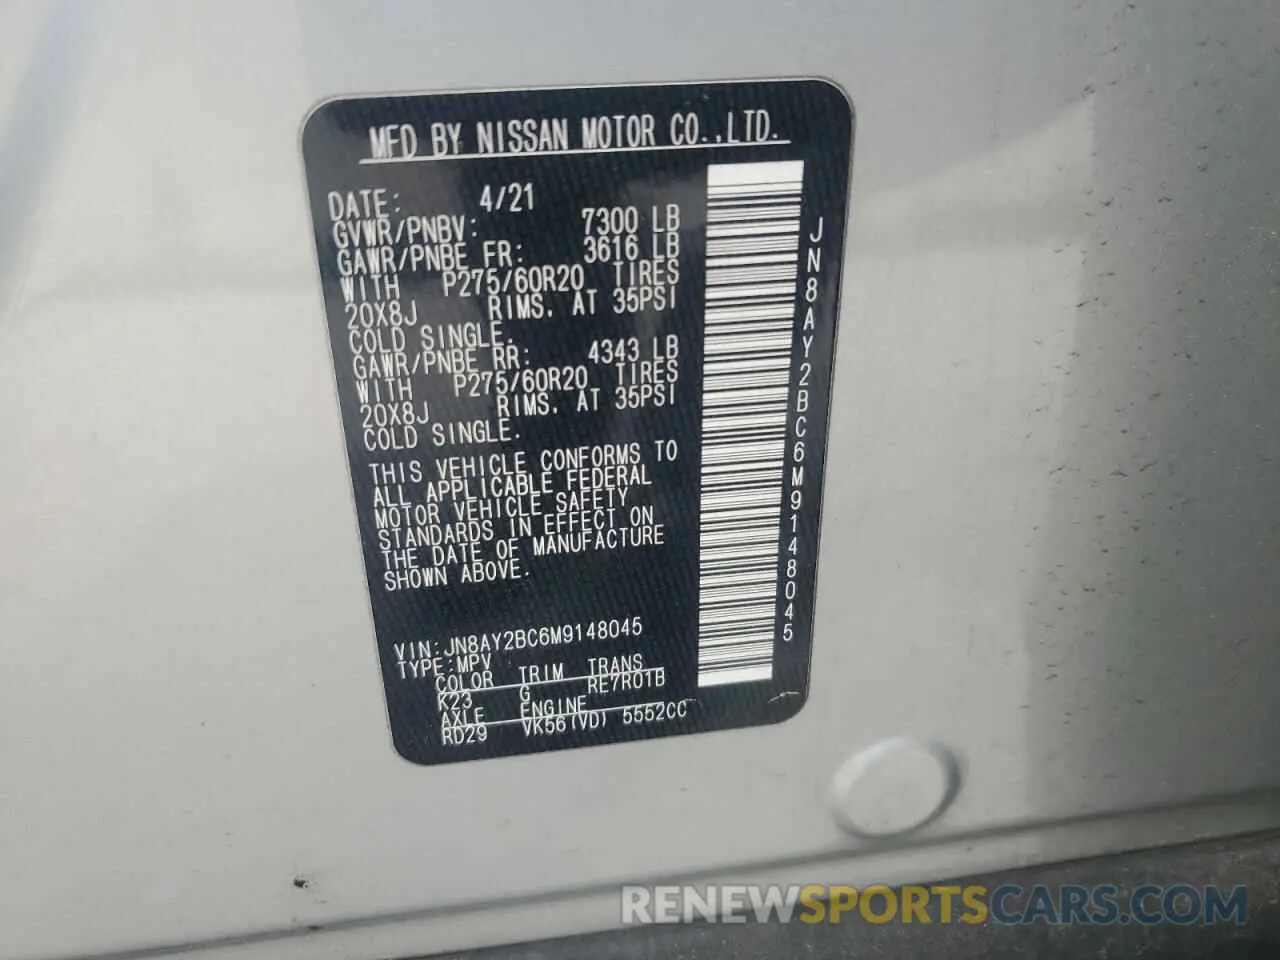 MFD BY NISSAN MOTOR CO.,LTD.
DATE: 4/21
GVWR/PNBV: 7300 LB
GAWR/PNBE FR: 3616 LB
WITH P275/60R20 TIRES
20X8J RIMS. AT 35PSI
COLD SINGLE.
GAWR/PNBE RR: 4343 LB
WITH P275/60R20 TIRES
20X8J RIMS. AT 35PSI
COLD SINGLE.
THIS VEHICLE CONFORMS TO
ALL APPLICABLE FEDERAL
MOTOR VEHICLE SAFETY
STANDARDS IN EFFECT ON
THE DATE OF MANUFACTURE
SHOWN ABOVE.
VIN:JN8AY2BC6M9148045
TYPE:MPV
COLOR TRIM TRANS
K23 G RE7R01B
AXLE ENGINE
RD29 VK56(VD) 5552CC
JN8AY2BC6M9148045
RENEWSPORTSCARS.COM